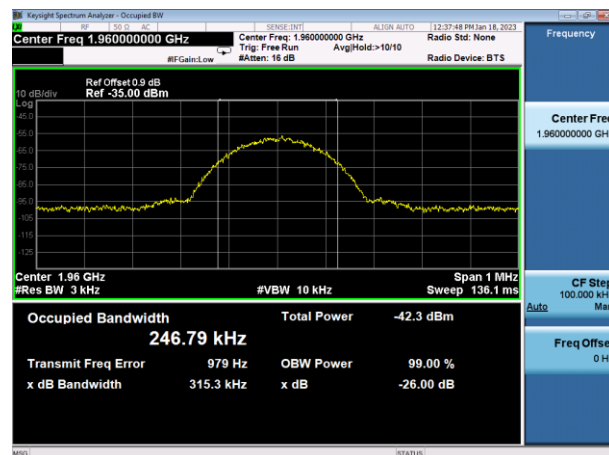 Keysight Spectrum Analyzer - Occupied BW
RF 50 Ω AC SENSE:INT ALIGN AUTO 12:37:48 PM Jan 18, 2023
Center Freq 1.960000000 GHz Center Freq: 1.960000000 GHz Radio Std: None
Trig: Free Run Avg|Hold:>10/10
#IFGain:Low #Atten: 16 dB Radio Device: BTS
Frequency
Ref Offset 0.9 dB
10 dB/div Ref -35.00 dBm
Log
-45.0
-55.0
-65.0
-75.0
-85.0
-95.0
-105
-115
-125
Center Fre
1.960000000 GH
Center 1.96 GHz Span 1 MHz
#Res BW 3 kHz #VBW 10 kHz Sweep 136.1 ms
CF Step
100.000 kH
Auto Ma
Occupied Bandwidth Total Power -42.3 dBm
246.79 kHz
Transmit Freq Error 979 Hz OBW Power 99.00 %
x dB Bandwidth 315.3 kHz x dB -26.00 dB
Freq Offse
0 H
MSG STATUS